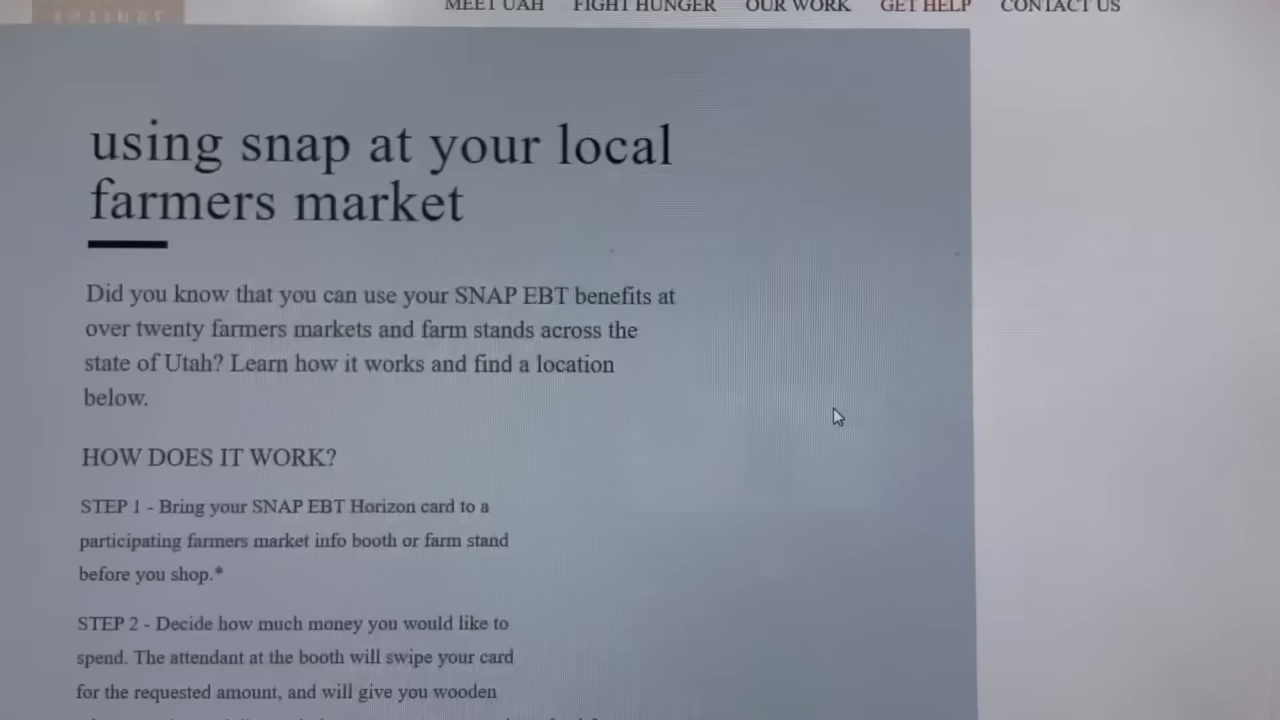 MEET UAH FIGHT HUNGER OUR WORK GET HELP CONTACT US
using snap at your local
farmers market
Did you know that you can use your SNAP EBT benefits at
over twenty farmers markets and farm stands across the
state of Utah? Learn how it works and find a location
below.
HOW DOES IT WORK?
STEP 1 - Bring your SNAP EBT Horizon card to a
participating farmers market info booth or farm stand
before you shop.*
STEP 2 - Decide how much money you would like to
spend. The attendant at the booth will swipe your card
for the requested amount, and will give you wooden